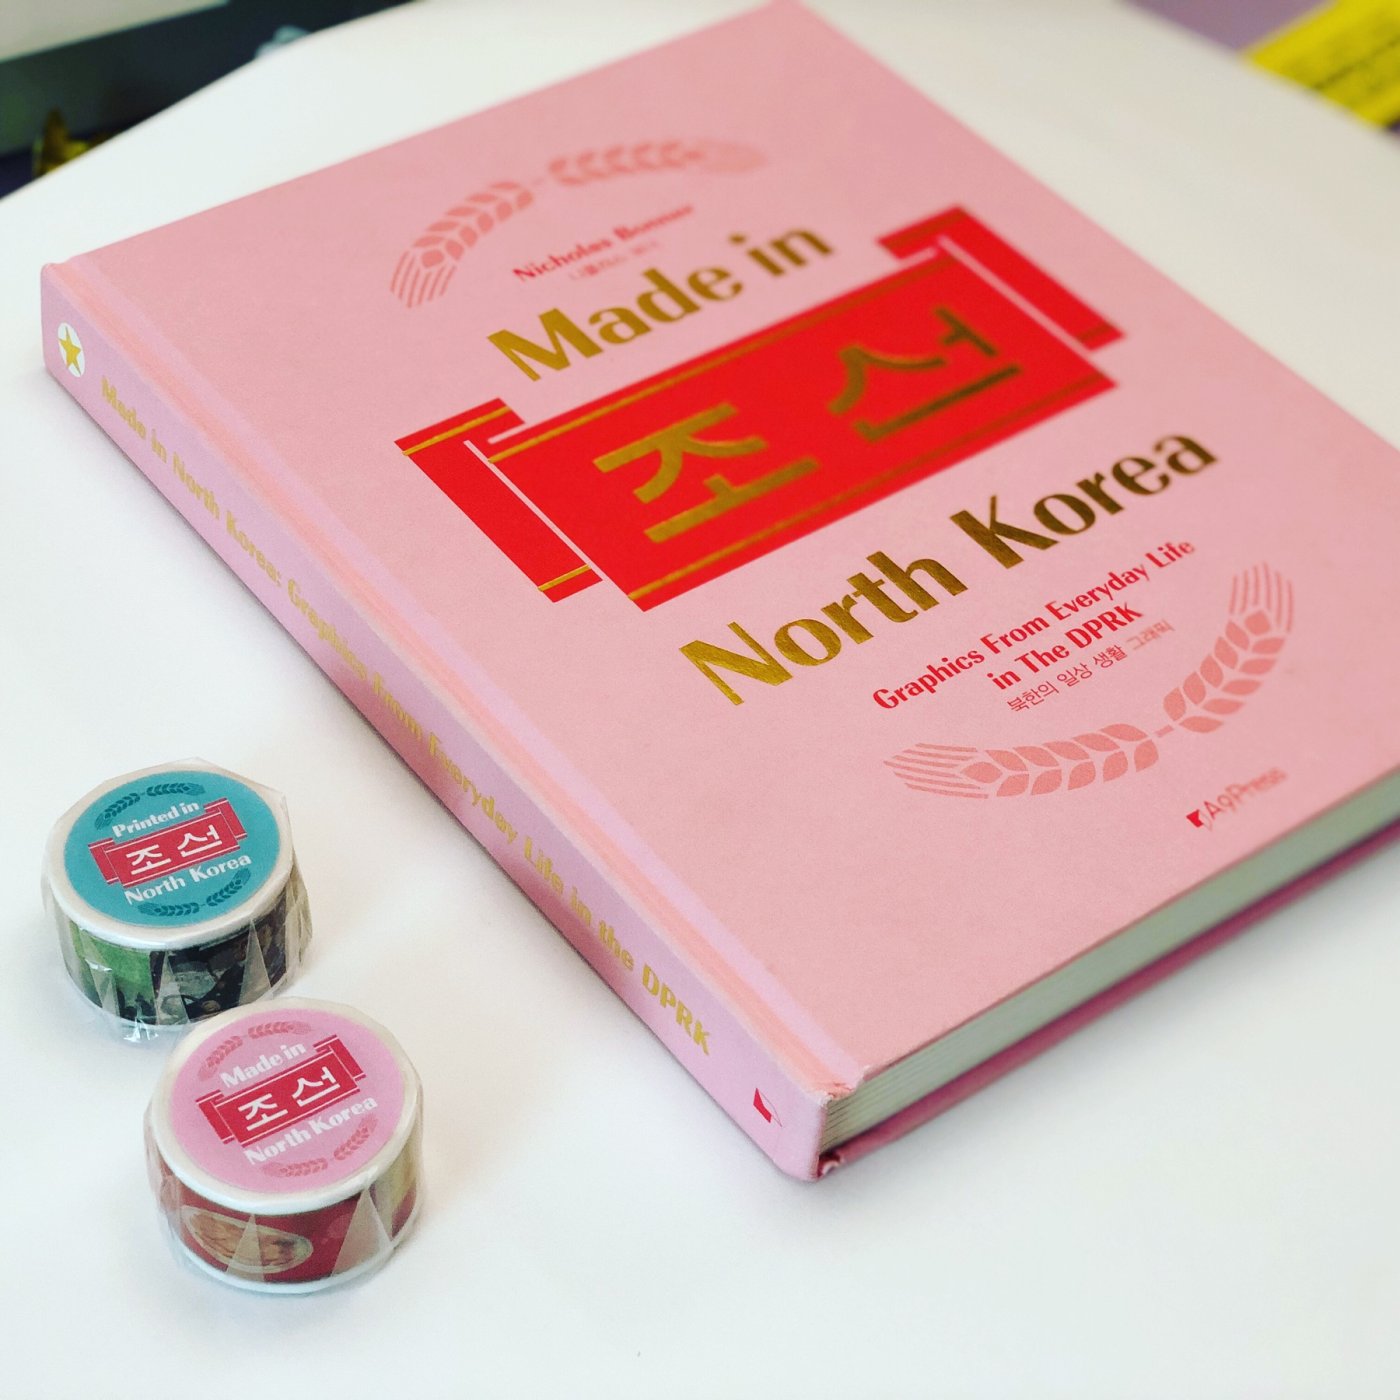 Nicholas Bonner
Made in
조선
North Korea
Graphics From Everyday Life
in The DPRK
북한의 일상 생활 그래픽
AgPress
Made in North Korea: Graphics From Everyday Life in the DPRK
Printed in
조선
North Korea
Made in
조선
North Korea